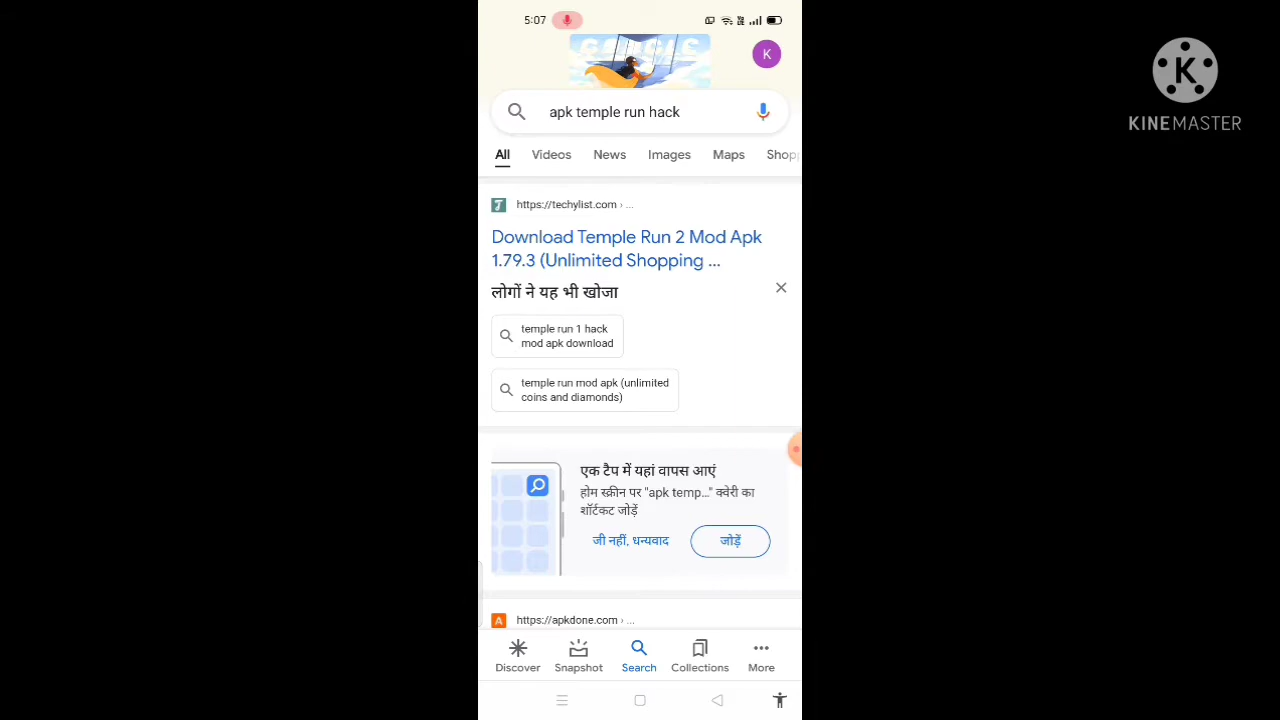 5:07
GOOGLE
K
K
KINEMASTER
apk temple run hack
All Videos News Images Maps Shop
https://techylist.com › ...
Download Temple Run 2 Mod Apk
1.79.3 (Unlimited Shopping ...
लोगों ने यह भी खोजा
temple run 1 hack
mod apk download
temple run mod apk (unlimited
coins and diamonds)
एक टैप में यहां वापस आएं
होम स्क्रीन पर "apk temp..." क्वेरी का
शॉर्टकट जोड़ें
जी नहीं, धन्यवाद जोड़ें
A https://apkdone.com › ...
Discover Snapshot Search Collections More